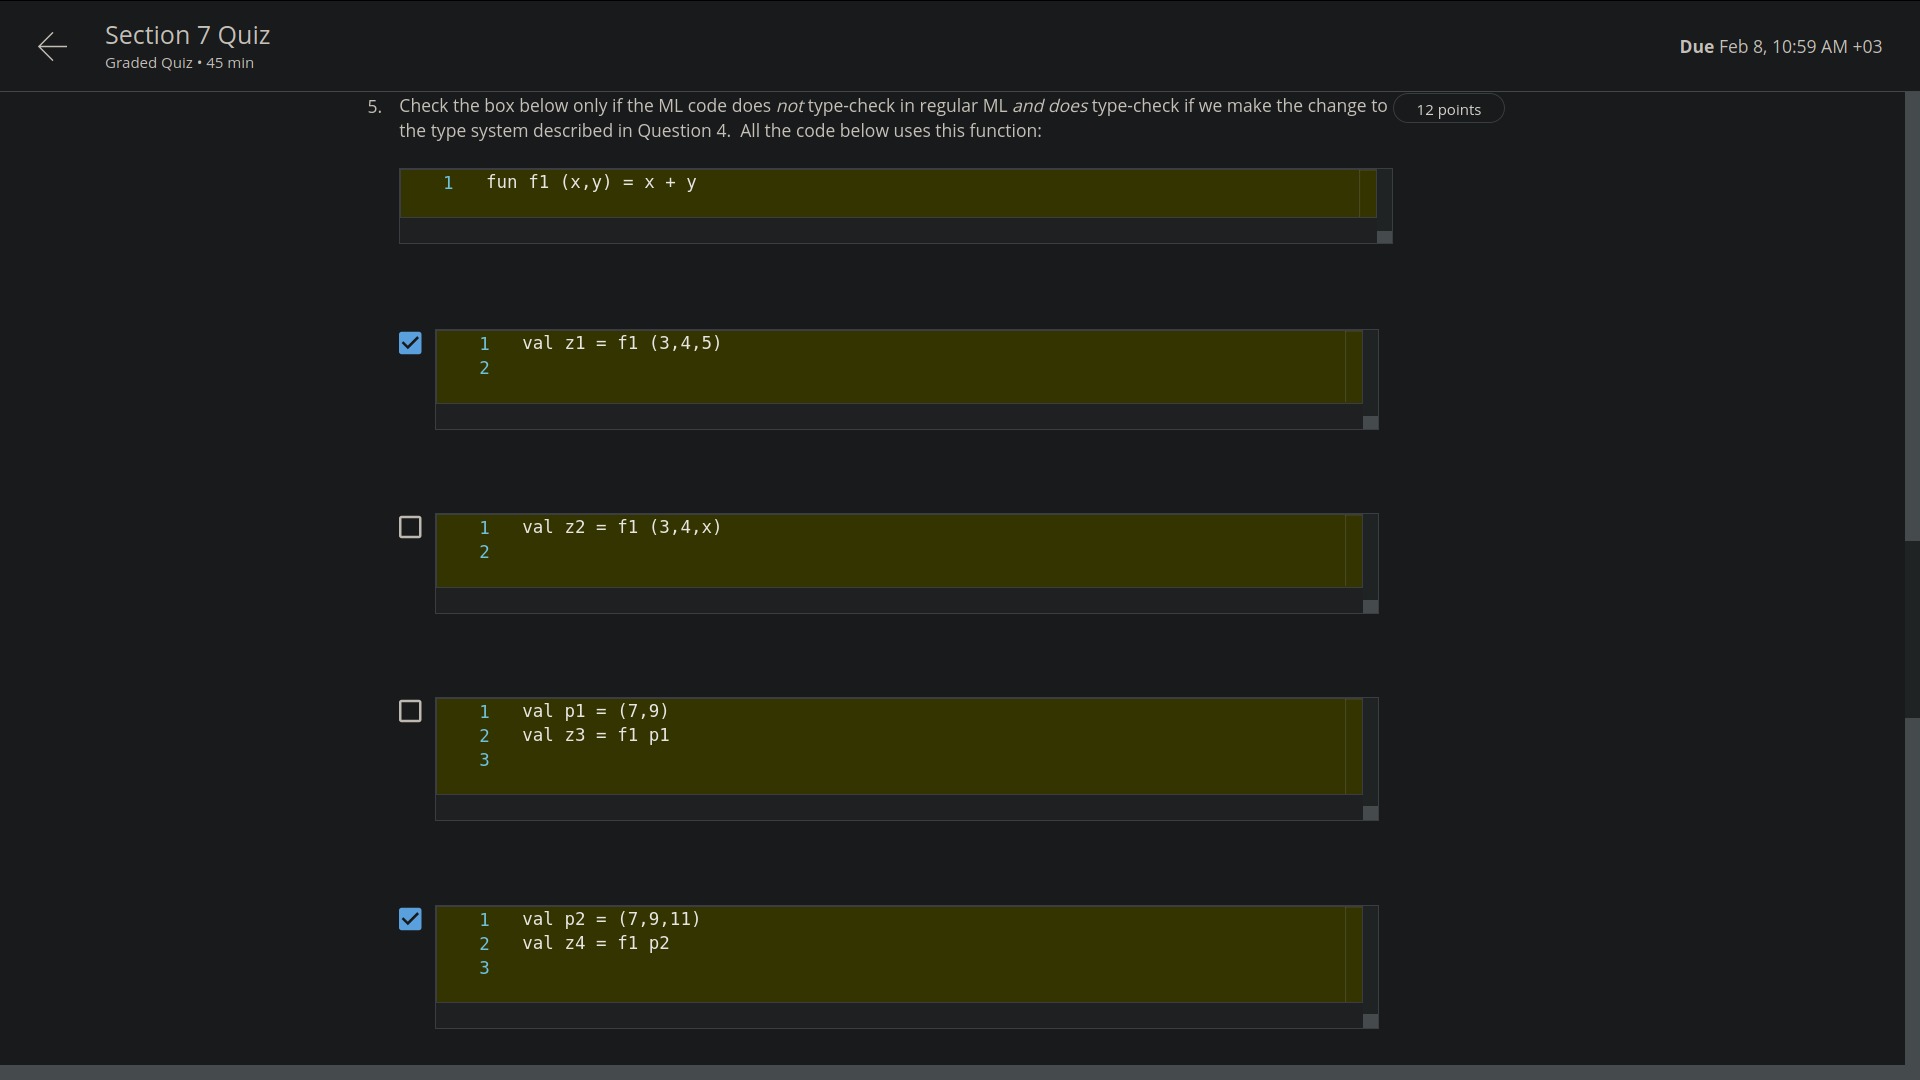 Section 7 Quiz
Graded Quiz • 45 min
Due Feb 8, 10:59 AM +03
5. Check the box below only if the ML code does not type-check in regular ML and does type-check if we make the change to
the type system described in Question 4. All the code below uses this function:
12 points
1 fun f1 (x,y) = x + y
1 val z1 = f1 (3,4,5)
2
1 val z2 = f1 (3,4,x)
2
1 val p1 = (7,9)
2 val z3 = f1 p1
3
1 val p2 = (7,9,11)
2 val z4 = f1 p2
3